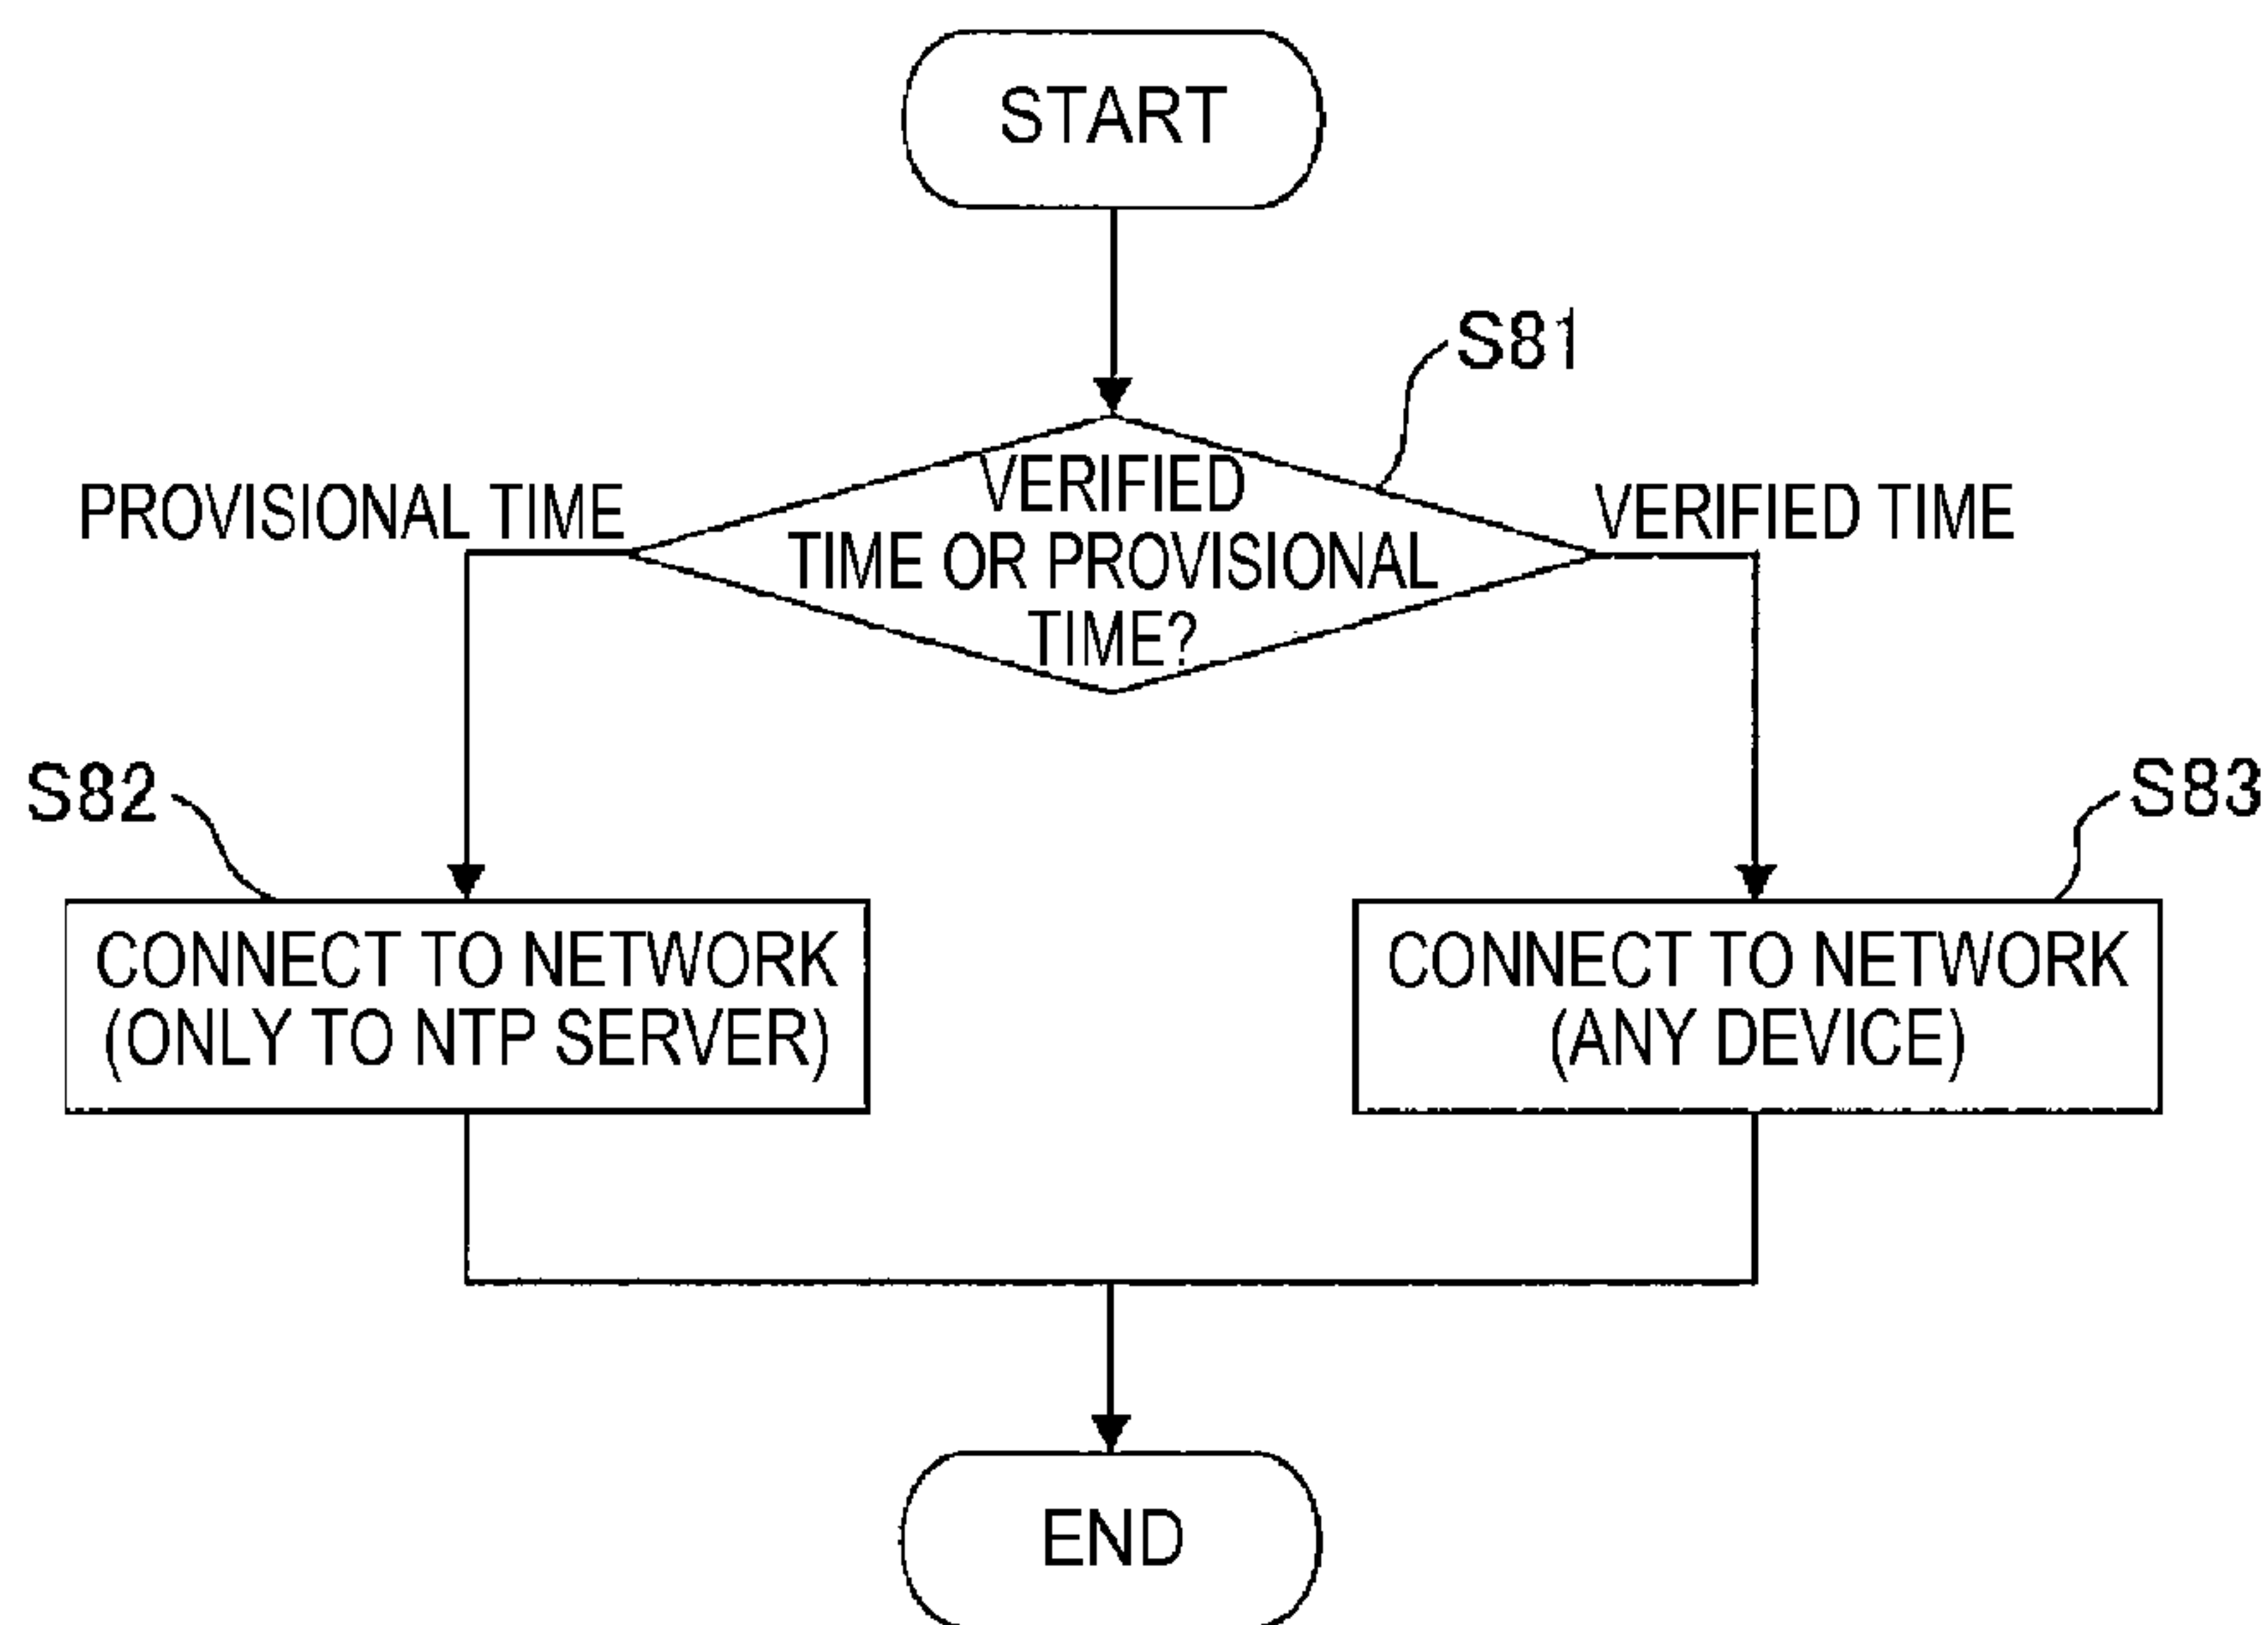 START
S81
VERIFIED
TIME OR PROVISIONAL
TIME?
PROVISIONAL TIME
VERIFIED TIME
S82
S83
CONNECT TO NETWORK
(ONLY TO NTP SERVER)
CONNECT TO NETWORK
(ANY DEVICE)
END